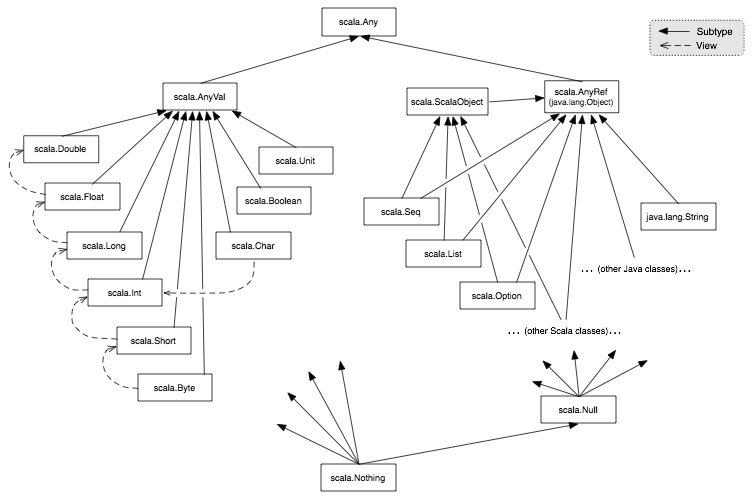 scala.Any
Subtype
View
scala.AnyVal
scala.ScalaObject
scala.AnyRef
(java.lang.Object)
scala.Double
scala.Unit
scala.Float
scala.Boolean
scala.Seq
java.lang.String
scala.Long
scala.Char
scala.List
... (other Java classes)...
scala.Int
scala.Option
... (other Scala classes)...
scala.Short
scala.Byte
scala.Null
scala.Nothing